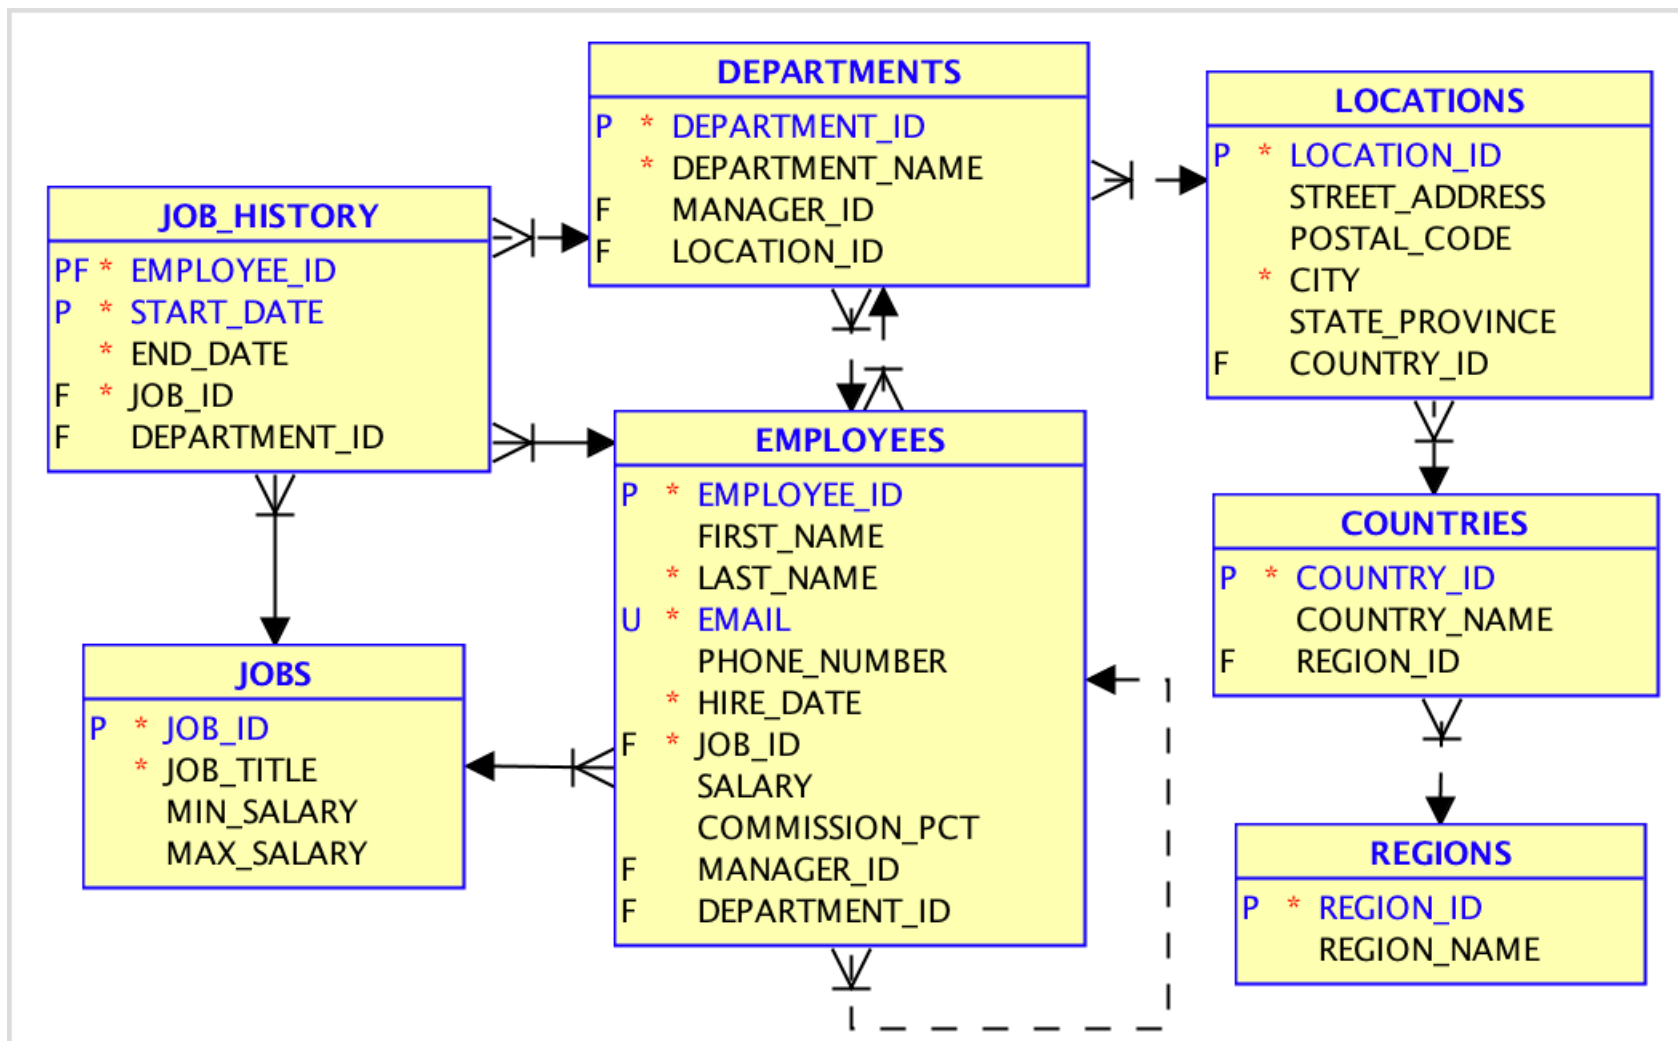 DEPARTMENTS
P * DEPARTMENT_ID
* DEPARTMENT_NAME
F MANAGER_ID
F LOCATION_ID
LOCATIONS
P * LOCATION_ID
STREET_ADDRESS
POSTAL_CODE
* CITY
STATE_PROVINCE
F COUNTRY_ID
JOB_HISTORY
PF * EMPLOYEE_ID
P * START_DATE
* END_DATE
F * JOB_ID
F DEPARTMENT_ID
EMPLOYEES
P * EMPLOYEE_ID
FIRST_NAME
* LAST_NAME
U * EMAIL
PHONE_NUMBER
* HIRE_DATE
F * JOB_ID
SALARY
COMMISSION_PCT
F MANAGER_ID
F DEPARTMENT_ID
COUNTRIES
P * COUNTRY_ID
COUNTRY_NAME
F REGION_ID
JOBS
P * JOB_ID
* JOB_TITLE
MIN_SALARY
MAX_SALARY
REGIONS
P * REGION_ID
REGION_NAME